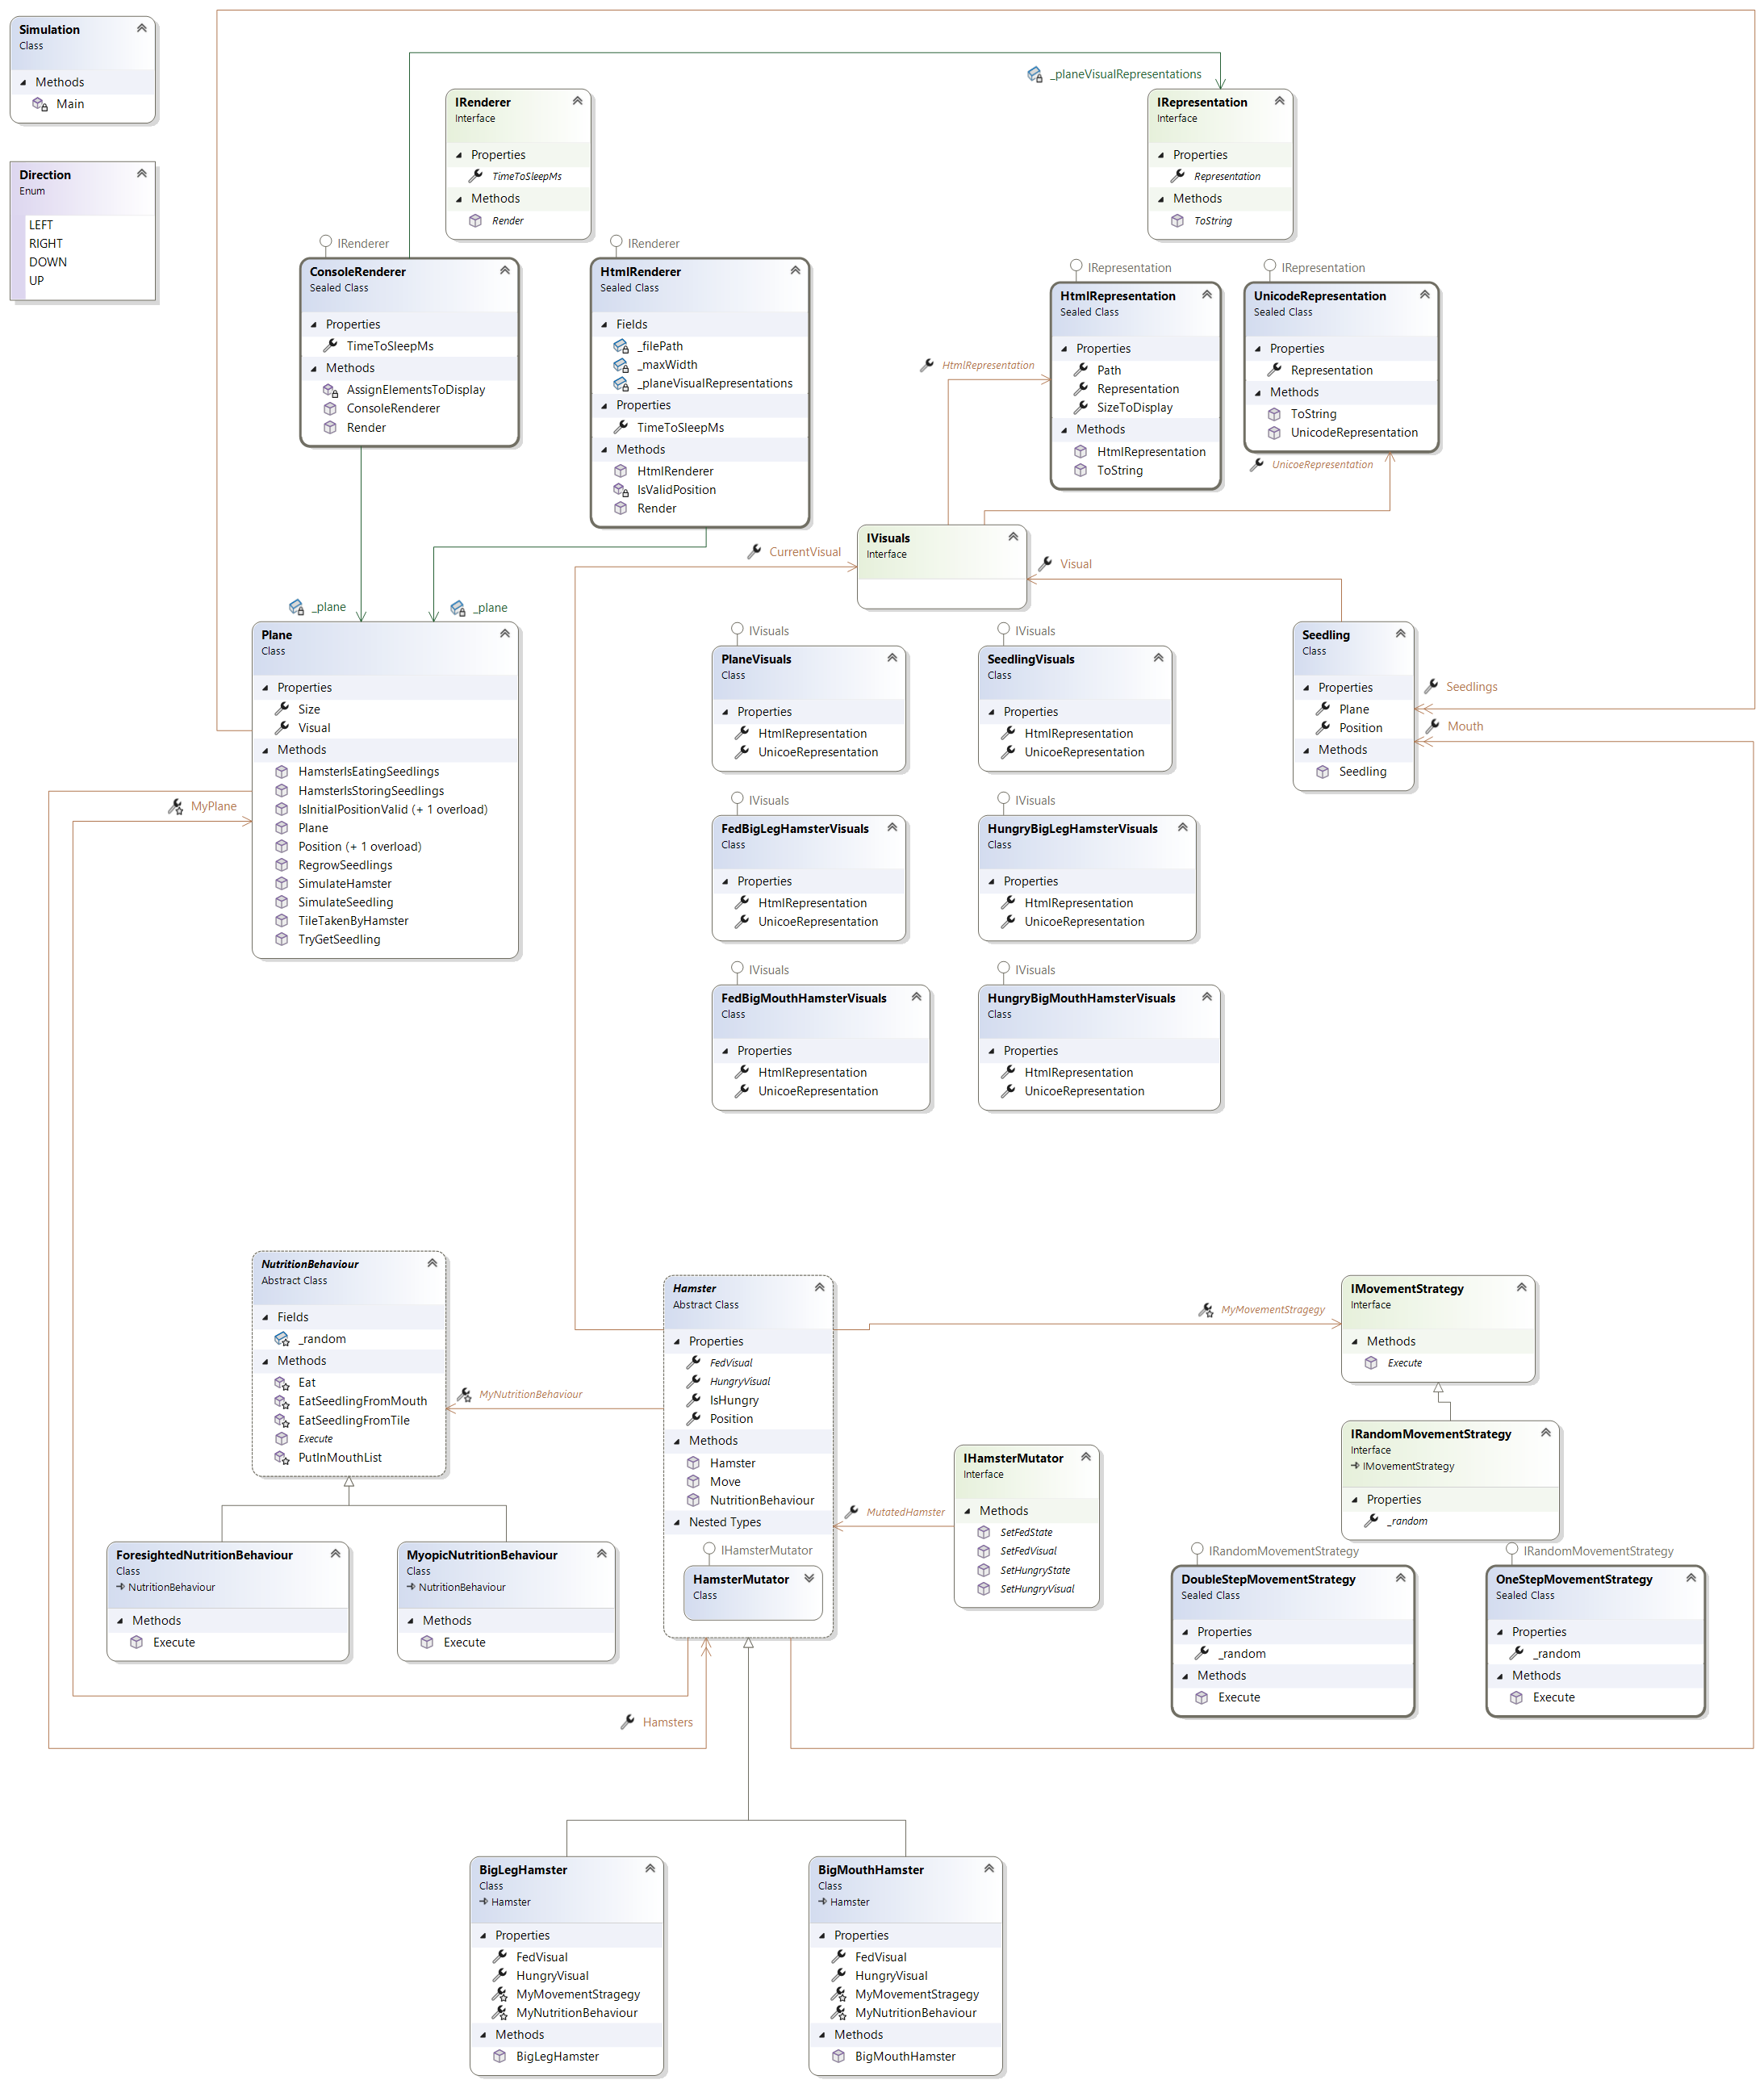 Simulation
Class
Methods
Main
Direction
Enum
LEFT
RIGHT
DOWN
UP
_planeVisualRepresentations
IRenderer
Interface
Properties
TimeToSleepMs
Methods
Render
IRepresentation
Interface
Properties
Representation
Methods
ToString
IRenderer
ConsoleRenderer
Sealed Class
Properties
TimeToSleepMs
Methods
AssignElementsToDisplay
ConsoleRenderer
Render
IRenderer
HtmlRenderer
Sealed Class
Fields
_filePath
_maxWidth
_planeVisualRepresentations
Properties
TimeToSleepMs
Methods
HtmlRenderer
IsValidPosition
Render
IRepresentation
HtmlRepresentation
Sealed Class
Properties
Path
Representation
SizeToDisplay
Methods
HtmlRepresentation
ToString
IRepresentation
UnicodeRepresentation
Sealed Class
Properties
Representation
Methods
ToString
UnicodeRepresentation
HtmlRepresentation
UnicoeRepresentation
CurrentVisual
IVisuals
Interface
Visual
_plane
_plane
Plane
Class
Properties
Size
Visual
Methods
HamsterIsEatingSeedlings
HamsterIsStoringSeedlings
IsInitialPositionValid (+ 1 overload)
Plane
Position (+ 1 overload)
RegrowSeedlings
SimulateHamster
SimulateSeedling
TileTakenByHamster
TryGetSeedling
MyPlane
IVisuals
PlaneVisuals
Class
Properties
HtmlRepresentation
UnicoeRepresentation
IVisuals
SeedlingVisuals
Class
Properties
HtmlRepresentation
UnicoeRepresentation
Seedling
Class
Properties
Plane
Position
Methods
Seedling
Seedlings
Mouth
IVisuals
FedBigLegHamsterVisuals
Class
Properties
HtmlRepresentation
UnicoeRepresentation
IVisuals
HungryBigLegHamsterVisuals
Class
Properties
HtmlRepresentation
UnicoeRepresentation
IVisuals
FedBigMouthHamsterVisuals
Class
Properties
HtmlRepresentation
UnicoeRepresentation
IVisuals
HungryBigMouthHamsterVisuals
Class
Properties
HtmlRepresentation
UnicoeRepresentation
NutritionBehaviour
Abstract Class
Fields
_random
Methods
Eat
EatSeedlingFromMouth
EatSeedlingFromTile
Execute
PutInMouthList
MyNutritionBehaviour
Hamster
Abstract Class
Properties
FedVisual
HungryVisual
IsHungry
Position
Methods
Hamster
Move
NutritionBehaviour
Nested Types
IHamsterMutator
HamsterMutator
Class
MyMovementStragegy
IMovementStrategy
Interface
Methods
Execute
IRandomMovementStrategy
Interface
IMovementStrategy
Properties
_random
MutatedHamster
IHamsterMutator
Interface
Methods
SetFedState
SetFedVisual
SetHungryState
SetHungryVisual
ForesightedNutritionBehaviour
Class
NutritionBehaviour
Methods
Execute
MyopicNutritionBehaviour
Class
NutritionBehaviour
Methods
Execute
IRandomMovementStrategy
DoubleStepMovementStrategy
Sealed Class
Properties
_random
Methods
Execute
IRandomMovementStrategy
OneStepMovementStrategy
Sealed Class
Properties
_random
Methods
Execute
Hamsters
BigLegHamster
Class
Hamster
Properties
FedVisual
HungryVisual
MyMovementStragegy
MyNutritionBehaviour
Methods
BigLegHamster
BigMouthHamster
Class
Hamster
Properties
FedVisual
HungryVisual
MyMovementStragegy
MyNutritionBehaviour
Methods
BigMouthHamster